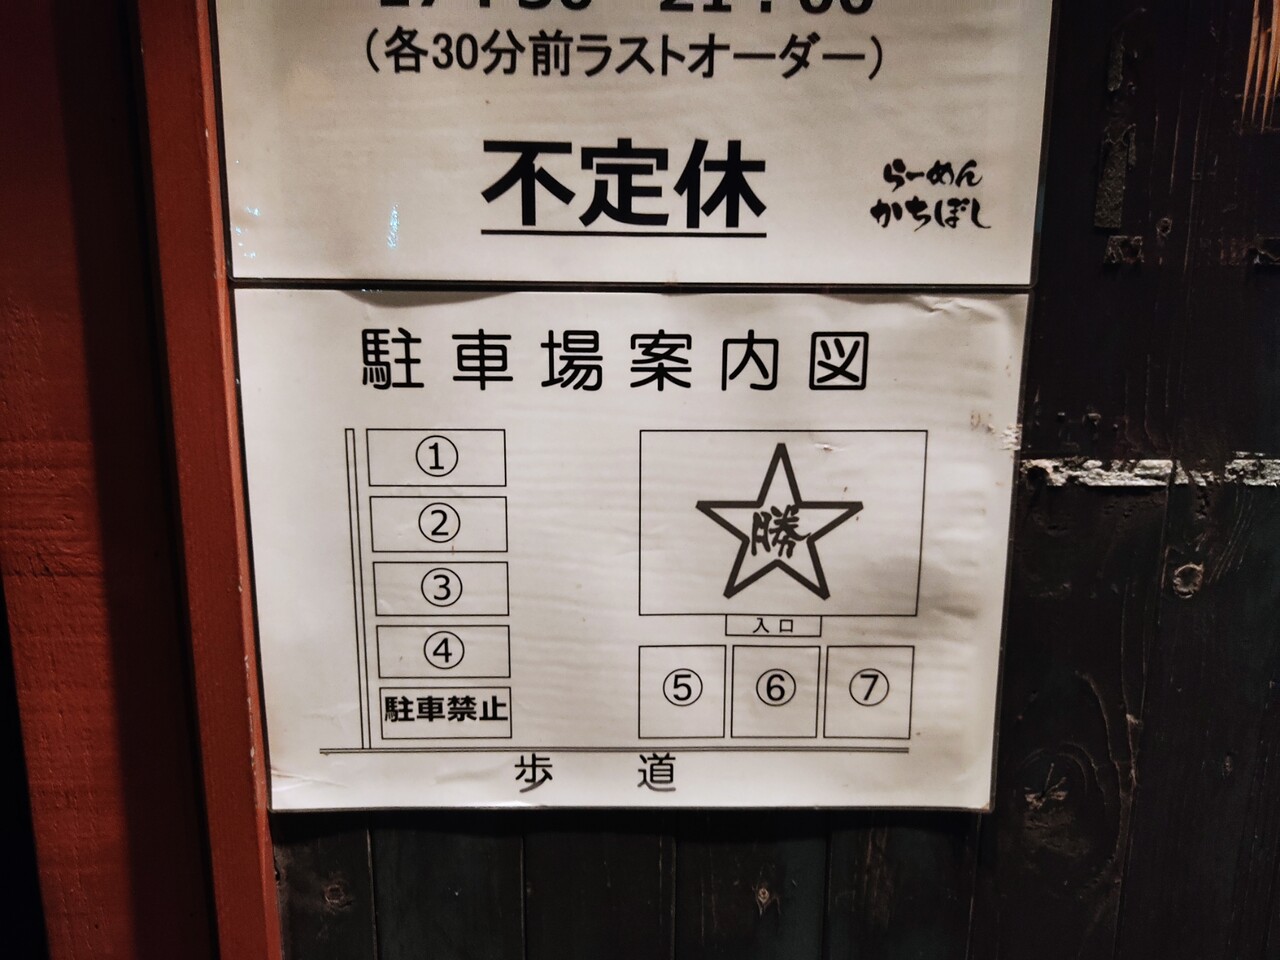 （各30分前ラストオーダー）
不定休
らーめん
かちぼし
駐車場案内図
①
②
③
④
駐車禁止
勝
入口
⑤ ⑥ ⑦
歩道